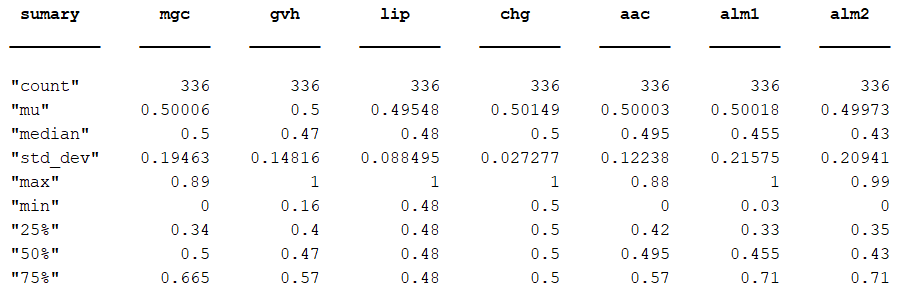 sumary mgc gvh lip chg aac alm1 alm2
"count" 336 336 336 336 336 336 336
"mu" 0.50006 0.5 0.49548 0.50149 0.50003 0.50018 0.49973
"median" 0.5 0.47 0.48 0.5 0.495 0.455 0.43
"std_dev" 0.19463 0.14816 0.088495 0.027277 0.12238 0.21575 0.20941
"max" 0.89 1 1 1 0.88 1 0.99
"min" 0 0.16 0.48 0.5 0 0.03 0
"25%" 0.34 0.4 0.48 0.5 0.42 0.33 0.35
"50%" 0.5 0.47 0.48 0.5 0.495 0.455 0.43
"75%" 0.665 0.57 0.48 0.5 0.57 0.71 0.71